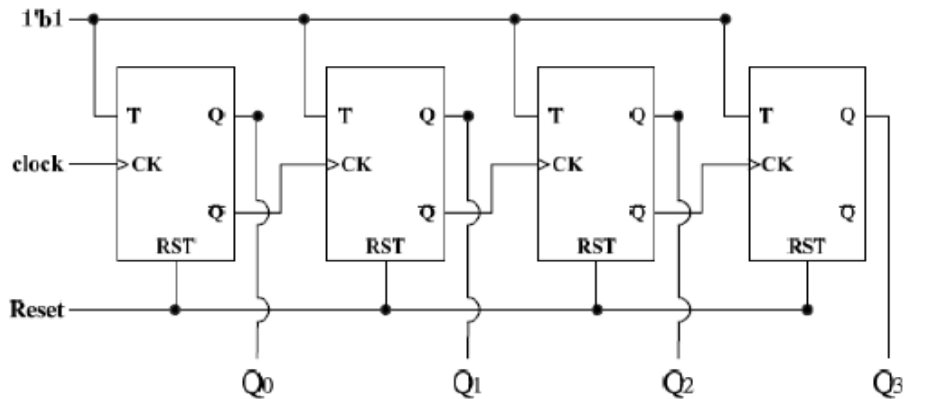 1'b1
T Q T Q T Q T Q
clock CK CK CK CK
Q̅ Q̅ Q̅ Q̅
RST RST RST RST
Reset
Q0 Q1 Q2 Q3